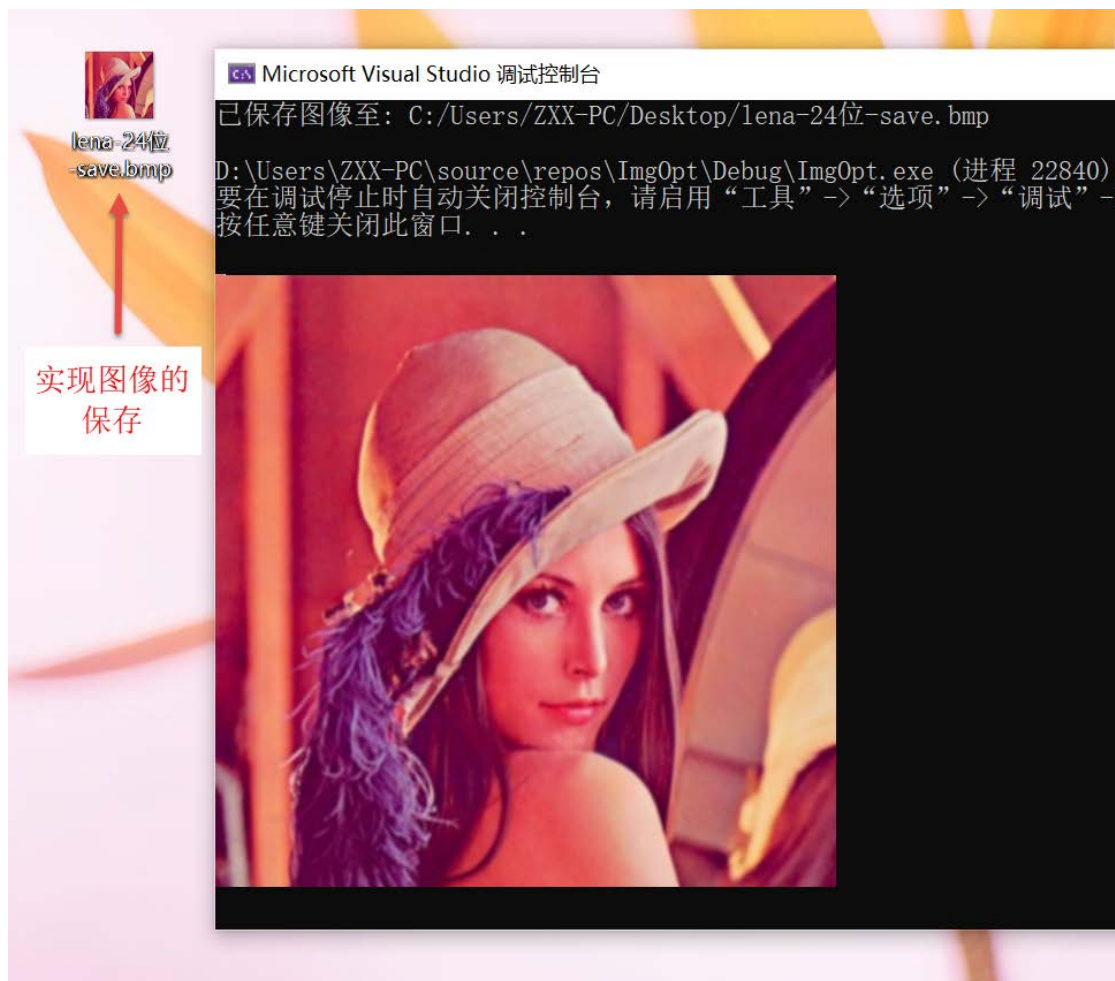 lena-24位
-save.bmp
Microsoft Visual Studio 调试控制台
已保存图像至: C:/Users/ZXX-PC/Desktop/lena-24位-save.bmp
D:\Users\ZXX-PC\source\repos\ImgOpt\Debug\ImgOpt.exe (进程 22840)
要在调试停止时自动关闭控制台，请启用“工具”->“选项”->“调试”-
按任意键关闭此窗口. . .
实现图像的
保存